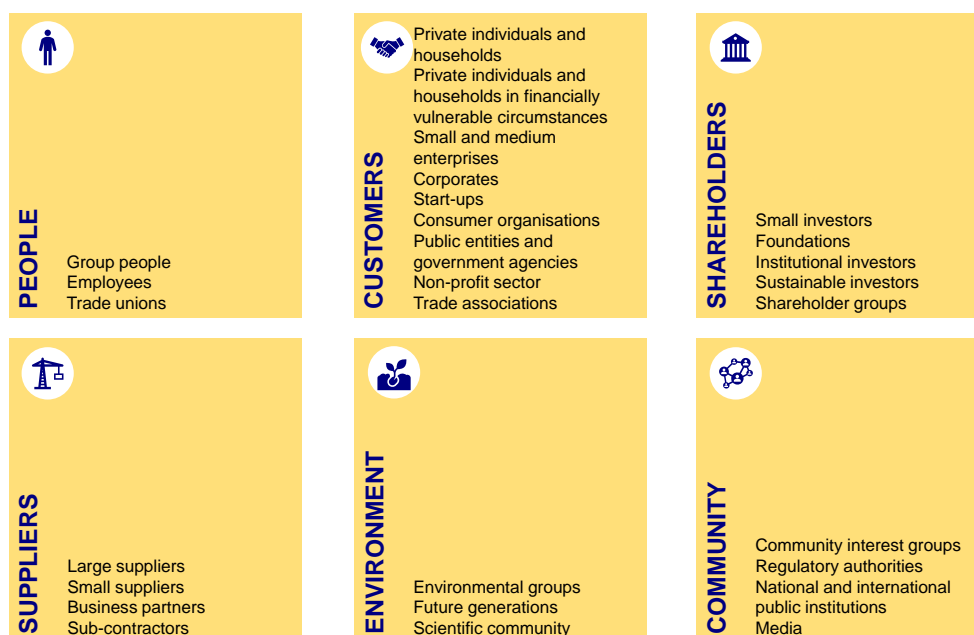 PEOPLE
Group people
Employees
Trade unions
CUSTOMERS
Private individuals and
households
Private individuals and
households in financially
vulnerable circumstances
Small and medium
enterprises
Corporates
Start-ups
Consumer organisations
Public entities and
government agencies
Non-profit sector
Trade associations
SHAREHOLDERS
Small investors
Foundations
Institutional investors
Sustainable investors
Shareholder groups
SUPPLIERS
Large suppliers
Small suppliers
Business partners
Sub-contractors
ENVIRONMENT
Environmental groups
Future generations
Scientific community
COMMUNITY
Community interest groups
Regulatory authorities
National and international
public institutions
Media